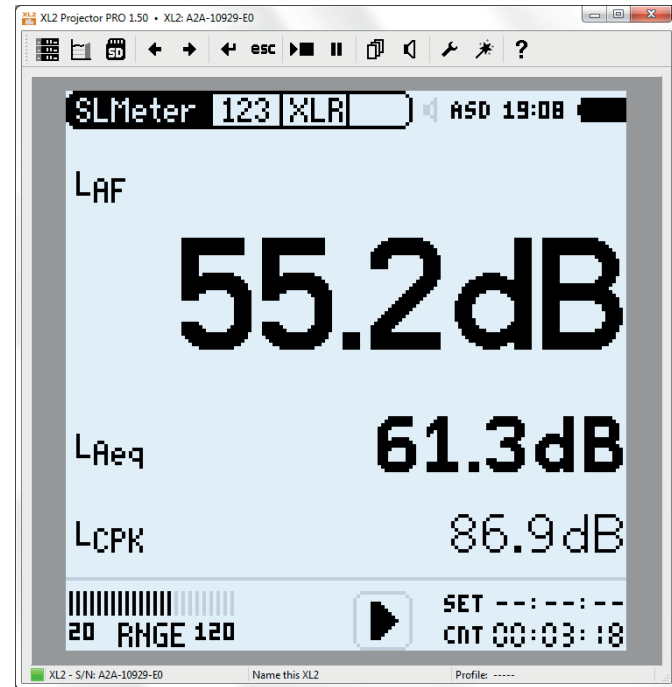 XL2 Projector PRO 1.50 • XL2: A2A-10929-E0
SD esc ?
SLMeter 123 XLR ASD 19:08
LAF
55.2dB
LAeq 61.3dB
LCPK 86.9dB
SET --:--:--
20 RNGE 120 CNT 00:03:18
XL2 - S/N: A2A-10929-E0 Name this XL2 Profile: -----